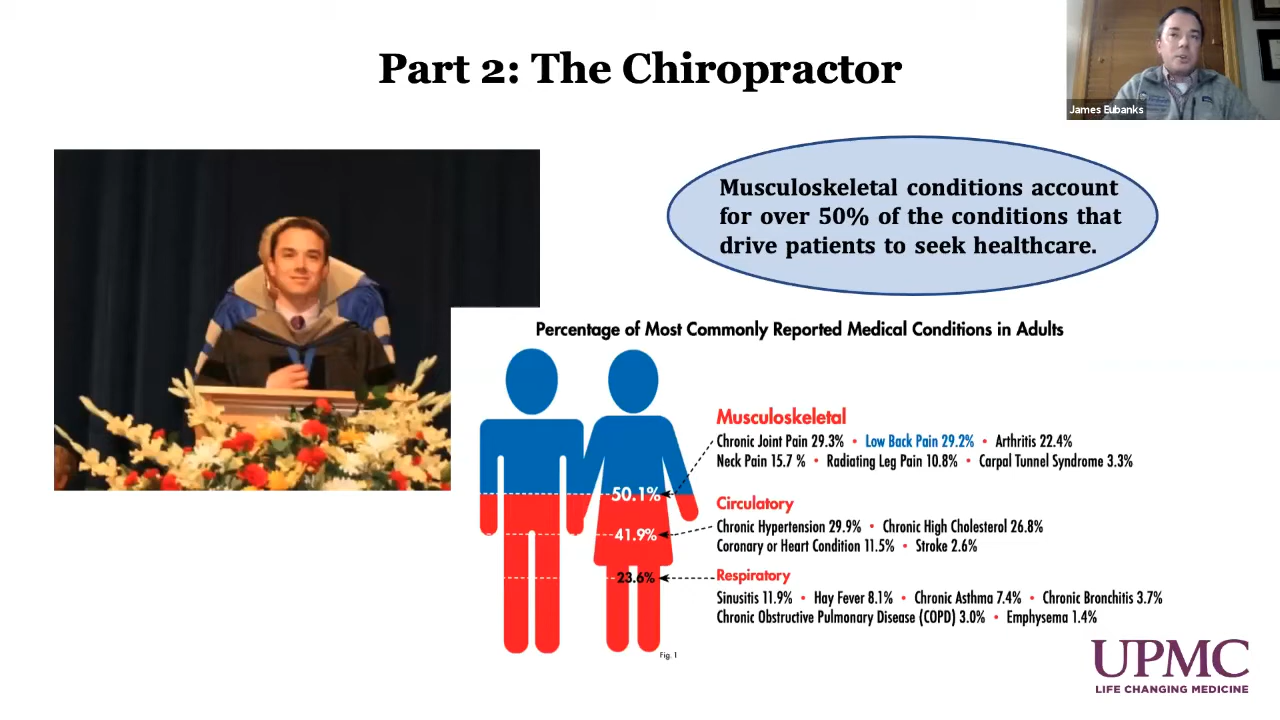 Part 2: The Chiropractor
James Eubanks
Musculoskeletal conditions account
for over 50% of the conditions that
drive patients to seek healthcare.
Percentage of Most Commonly Reported Medical Conditions in Adults
Musculoskeletal
Chronic Joint Pain 29.3% • Low Back Pain 29.2% • Arthritis 22.4%
Neck Pain 15.7 % • Radiating Leg Pain 10.8% • Carpal Tunnel Syndrome 3.3%
50.1%
Circulatory
Chronic Hypertension 29.9% • Chronic High Cholesterol 26.8%
41.9%
Coronary or Heart Condition 11.5% • Stroke 2.6%
23.6%
Respiratory
Sinusitis 11.9% • Hay Fever 8.1% • Chronic Asthma 7.4% • Chronic Bronchitis 3.7%
Chronic Obstructive Pulmonary Disease (COPD) 3.0% • Emphysema 1.4%
Fig. 1
UPMC
LIFE CHANGING MEDICINE